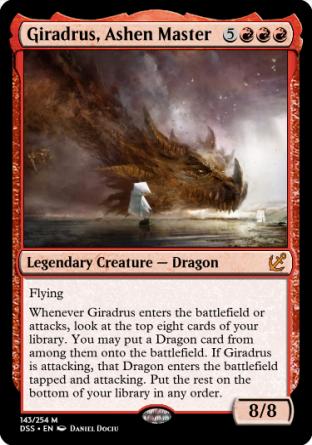 Giradrus, Ashen Master 5
Legendary Creature — Dragon
Flying
Whenever Giradrus enters the battlefield or
attacks, look at the top eight cards of your
library. You may put a Dragon card from
among them onto the battlefield. If Giradrus
is attacking, that Dragon enters the battlefield
tapped and attacking. Put the rest on the
bottom of your library in any order.
8/8
143/254 M
DSS • EN Daniel Dociu